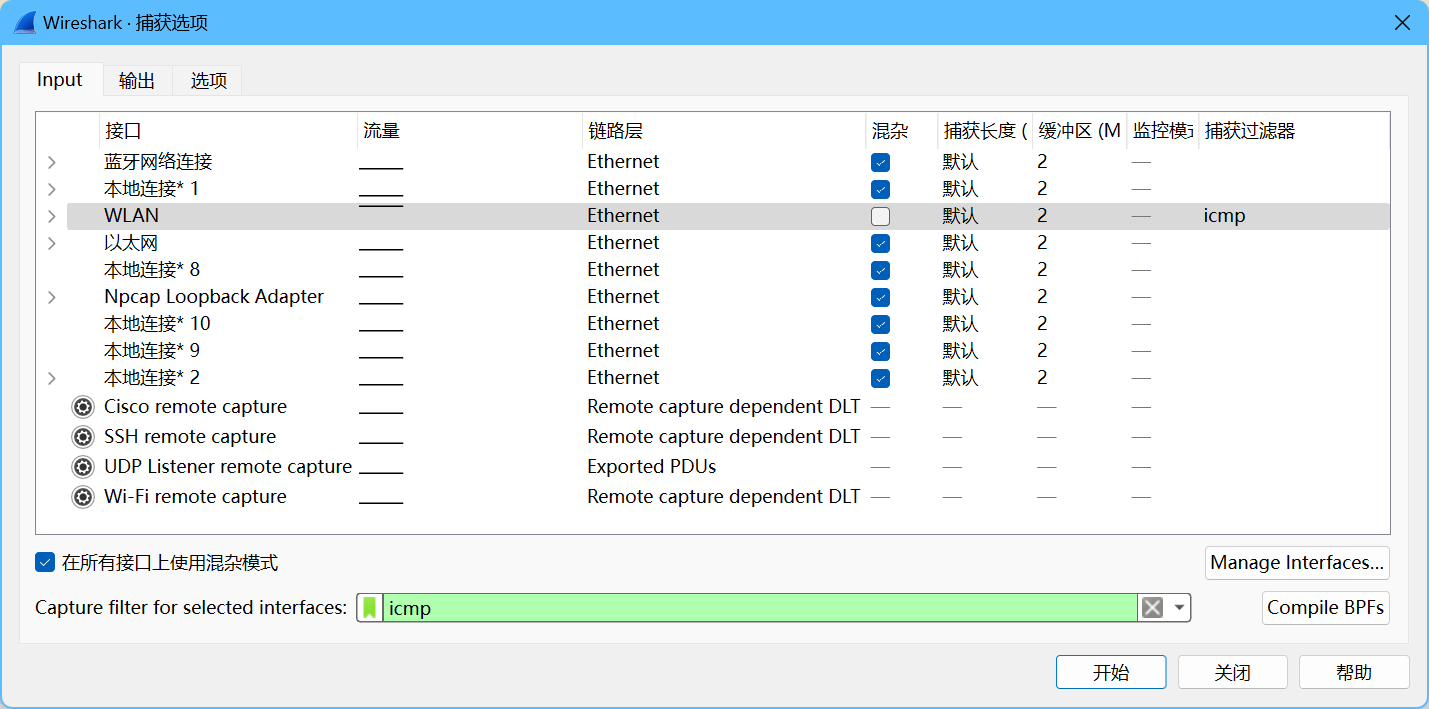 Wireshark · 捕获选项
Input 输出 选项
接口 流量 链路层 混杂 捕获长度 ( 缓冲区 (M 监控模式 捕获过滤器
蓝牙网络连接 Ethernet 默认 2 —
本地连接* 1 Ethernet 默认 2 —
WLAN Ethernet 默认 2 — icmp
以太网 Ethernet 默认 2 —
本地连接* 8 Ethernet 默认 2 —
Npcap Loopback Adapter Ethernet 默认 2 —
本地连接* 10 Ethernet 默认 2 —
本地连接* 9 Ethernet 默认 2 —
本地连接* 2 Ethernet 默认 2 —
Cisco remote capture Remote capture dependent DLT — — — —
SSH remote capture Remote capture dependent DLT — — — —
UDP Listener remote capture Exported PDUs — — — —
Wi-Fi remote capture Remote capture dependent DLT — — — —
在所有接口上使用混杂模式 Manage Interfaces...
Capture filter for selected interfaces: icmp Compile BPFs
开始 关闭 帮助